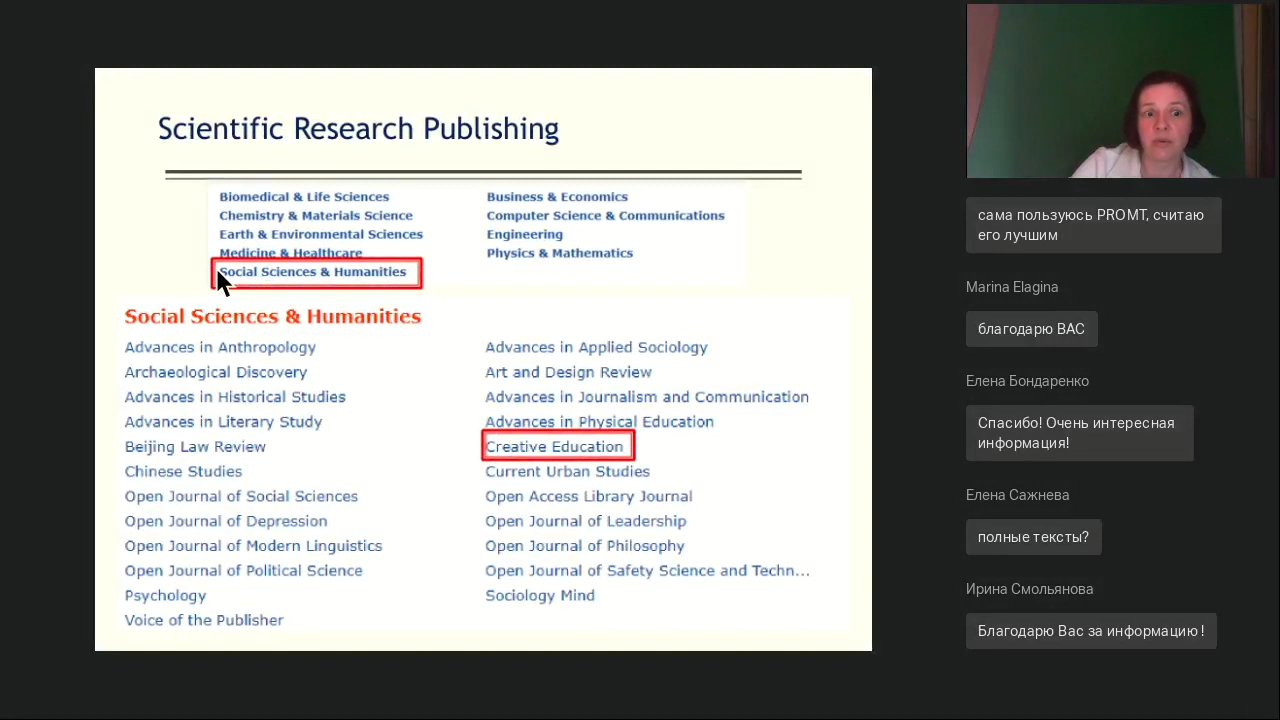 Scientific Research Publishing
Biomedical & Life Sciences
Business & Economics
Chemistry & Materials Science
Computer Science & Communications
Earth & Environmental Sciences
Engineering
Medicine & Healthcare
Physics & Mathematics
Social Sciences & Humanities
Social Sciences & Humanities
Advances in Anthropology
Advances in Applied Sociology
Archaeological Discovery
Art and Design Review
Advances in Historical Studies
Advances in Journalism and Communication
Advances in Literary Study
Advances in Physical Education
Beijing Law Review
Creative Education
Chinese Studies
Current Urban Studies
Open Journal of Social Sciences
Open Access Library Journal
Open Journal of Depression
Open Journal of Leadership
Open Journal of Modern Linguistics
Open Journal of Philosophy
Open Journal of Political Science
Open Journal of Safety Science and Techn...
Psychology
Sociology Mind
Voice of the Publisher
сама пользуюсь PROMT, считаю
его лучшим
Marina Elagina
благодарю ВАС
Елена Бондаренко
Спасибо! Очень интересная
информация!
Елена Сажнева
полные тексты?
Ирина Смольянова
Благодарю Вас за информацию !